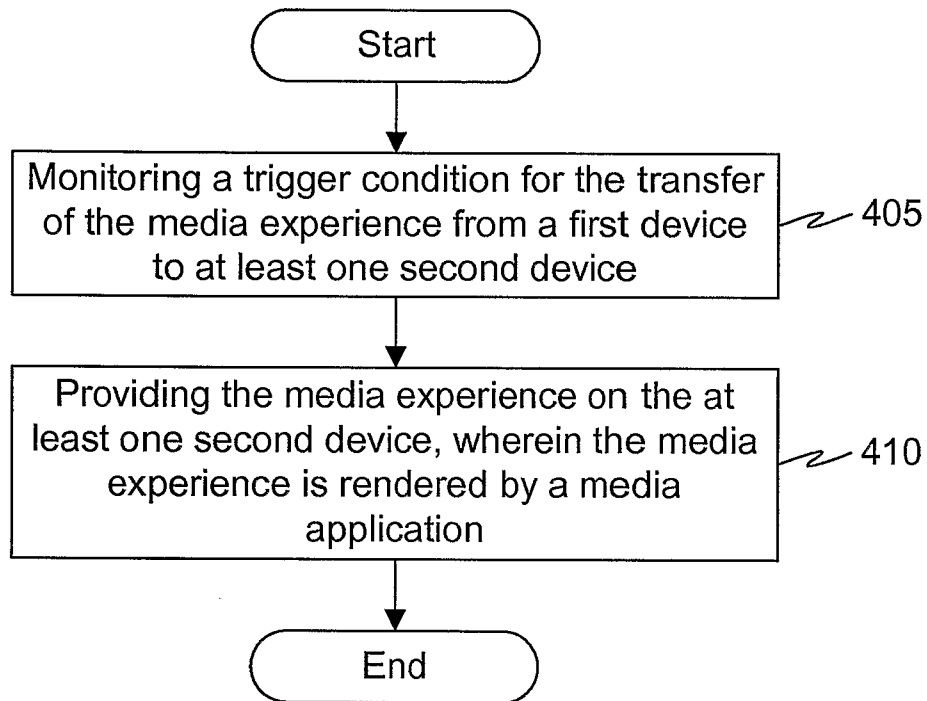 Start
Monitoring a trigger condition for the transfer
of the media experience from a first device
to at least one second device
405
Providing the media experience on the at
least one second device, wherein the media
experience is rendered by a media
application
410
End